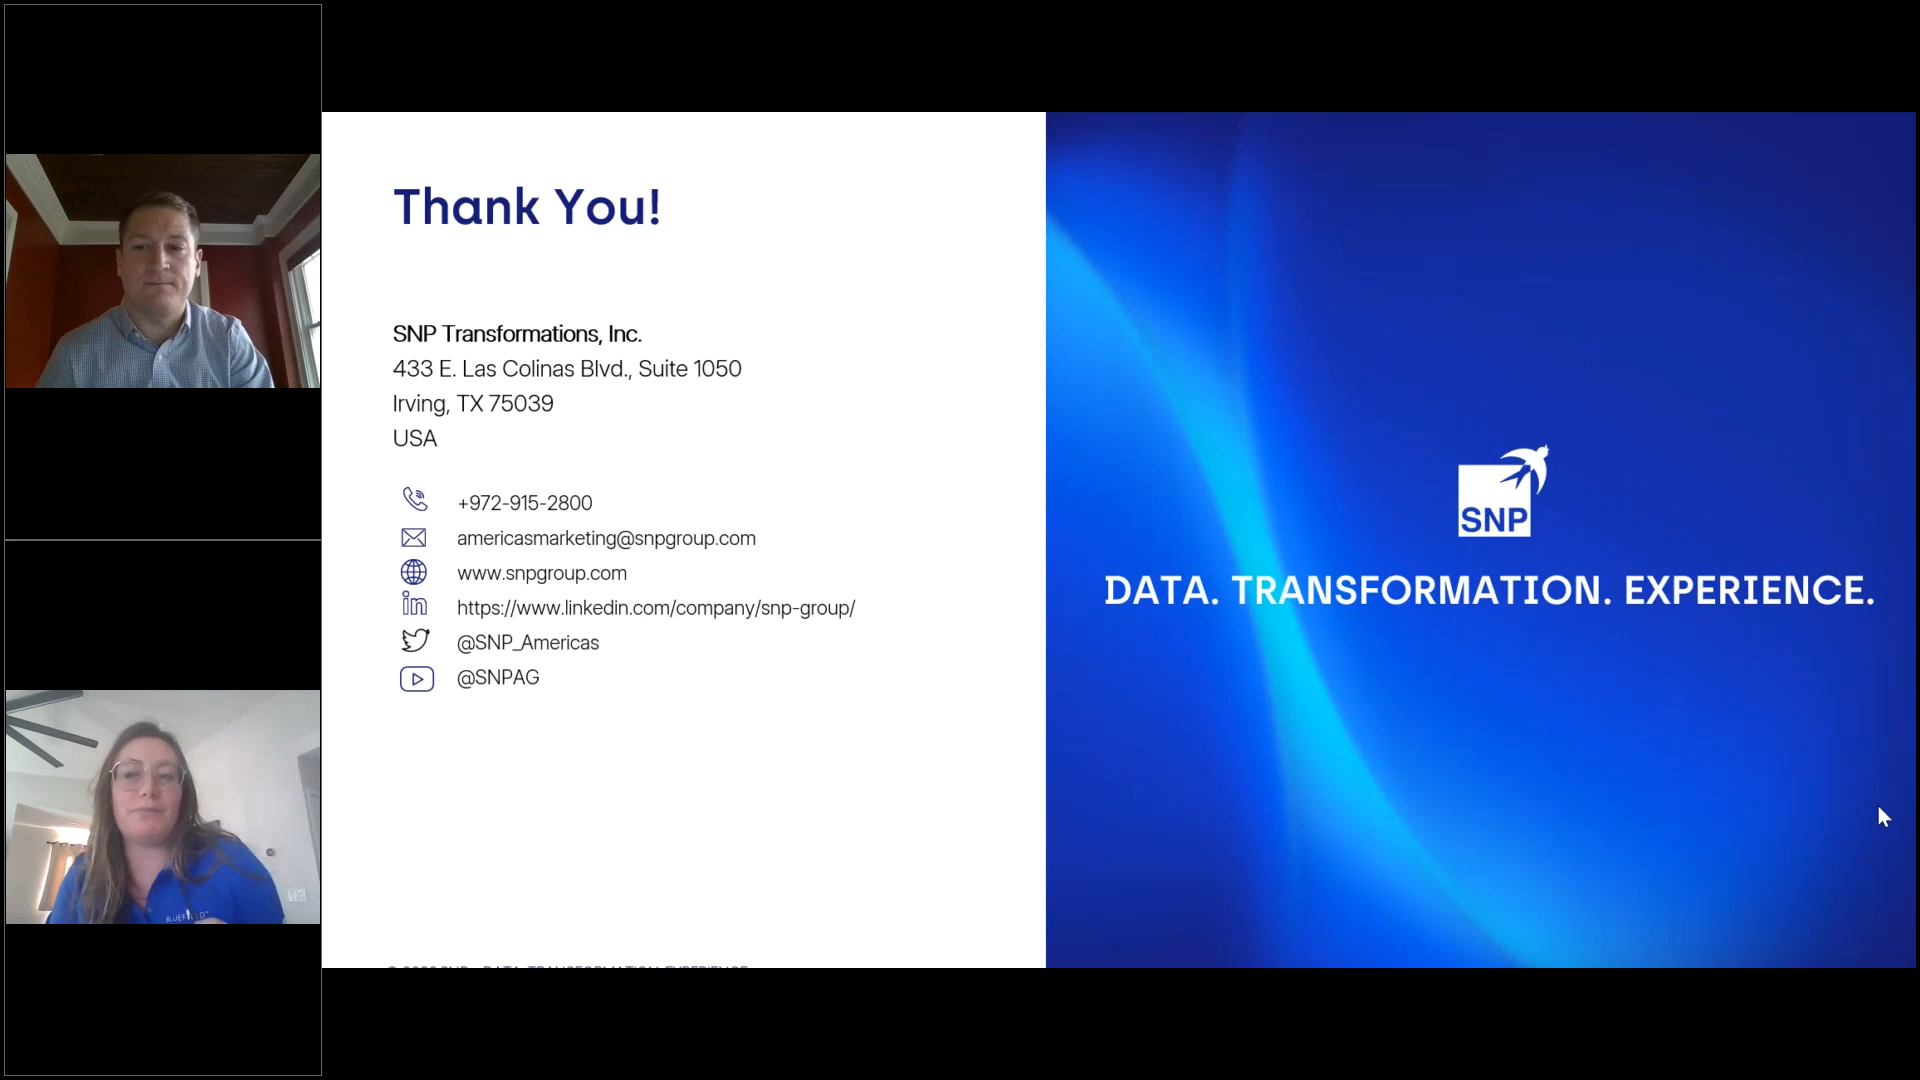 Thank You!
SNP Transformations, Inc.
433 E. Las Colinas Blvd., Suite 1050
Irving, TX 75039
USA
+972-915-2800
americasmarketing@snpgroup.com
www.snpgroup.com
https://www.linkedin.com/company/snp-group/
@SNP_Americas
@SNPAG
SNP
DATA. TRANSFORMATION. EXPERIENCE.